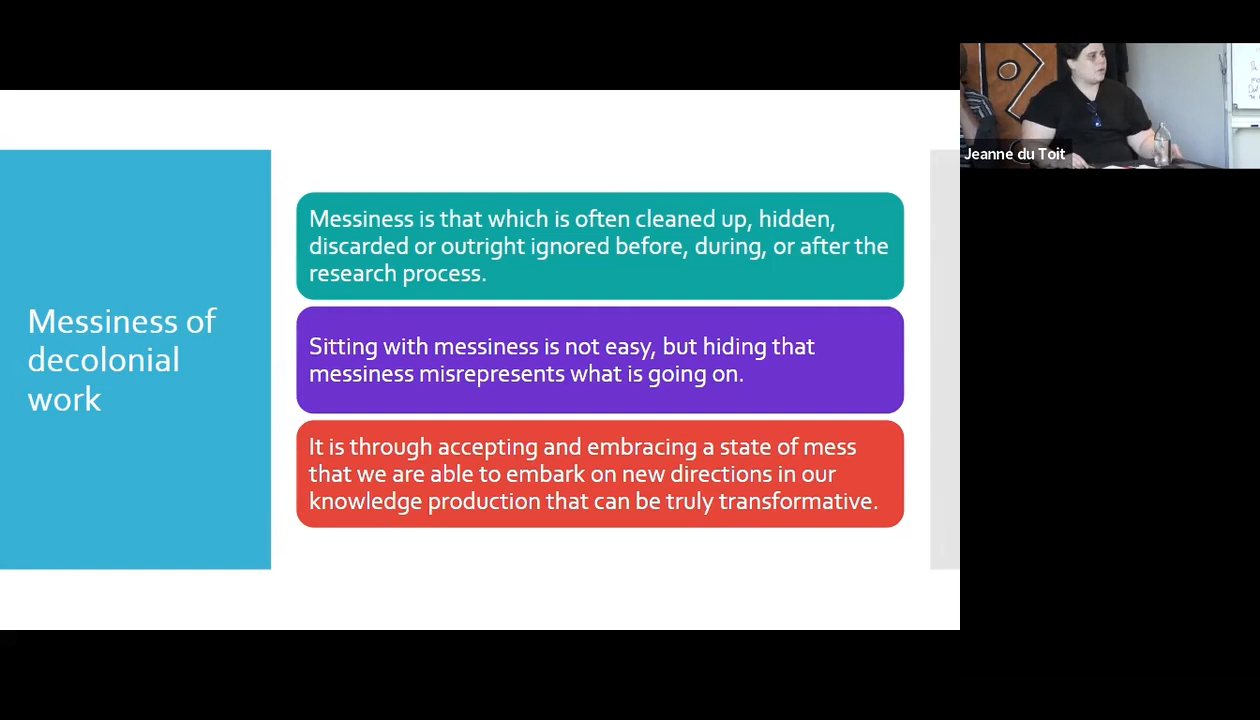 Messiness of
decolonial
work
Messiness is that which is often cleaned up, hidden,
discarded or outright ignored before, during, or after the
research process.
Sitting with messiness is not easy, but hiding that
messiness misrepresents what is going on.
It is through accepting and embracing a state of mess
that we are able to embark on new directions in our
knowledge production that can be truly transformative.
Jeanne du Toit